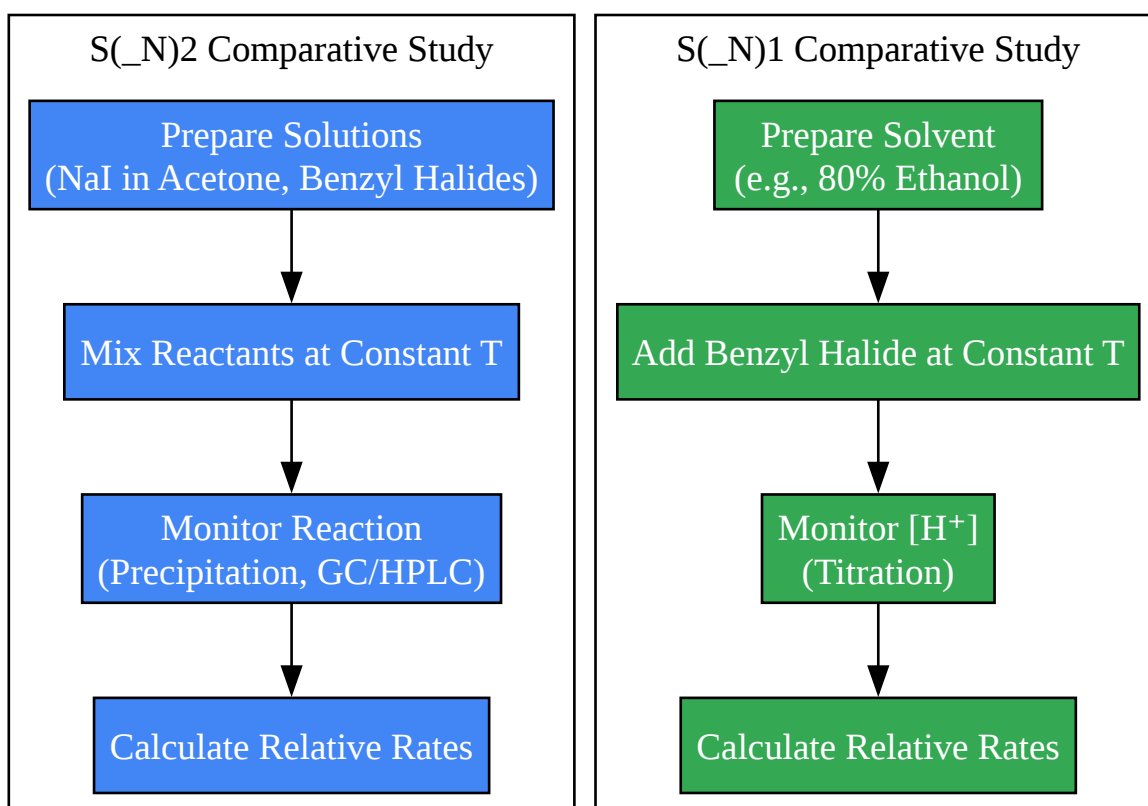 S(_N)2 Comparative Study
Prepare Solutions
(NaI in Acetone, Benzyl Halides)
Mix Reactants at Constant T
Monitor Reaction
(Precipitation, GC/HPLC)
Calculate Relative Rates
S(_N)1 Comparative Study
Prepare Solvent
(e.g., 80% Ethanol)
Add Benzyl Halide at Constant T
Monitor [H⁺]
(Titration)
Calculate Relative Rates